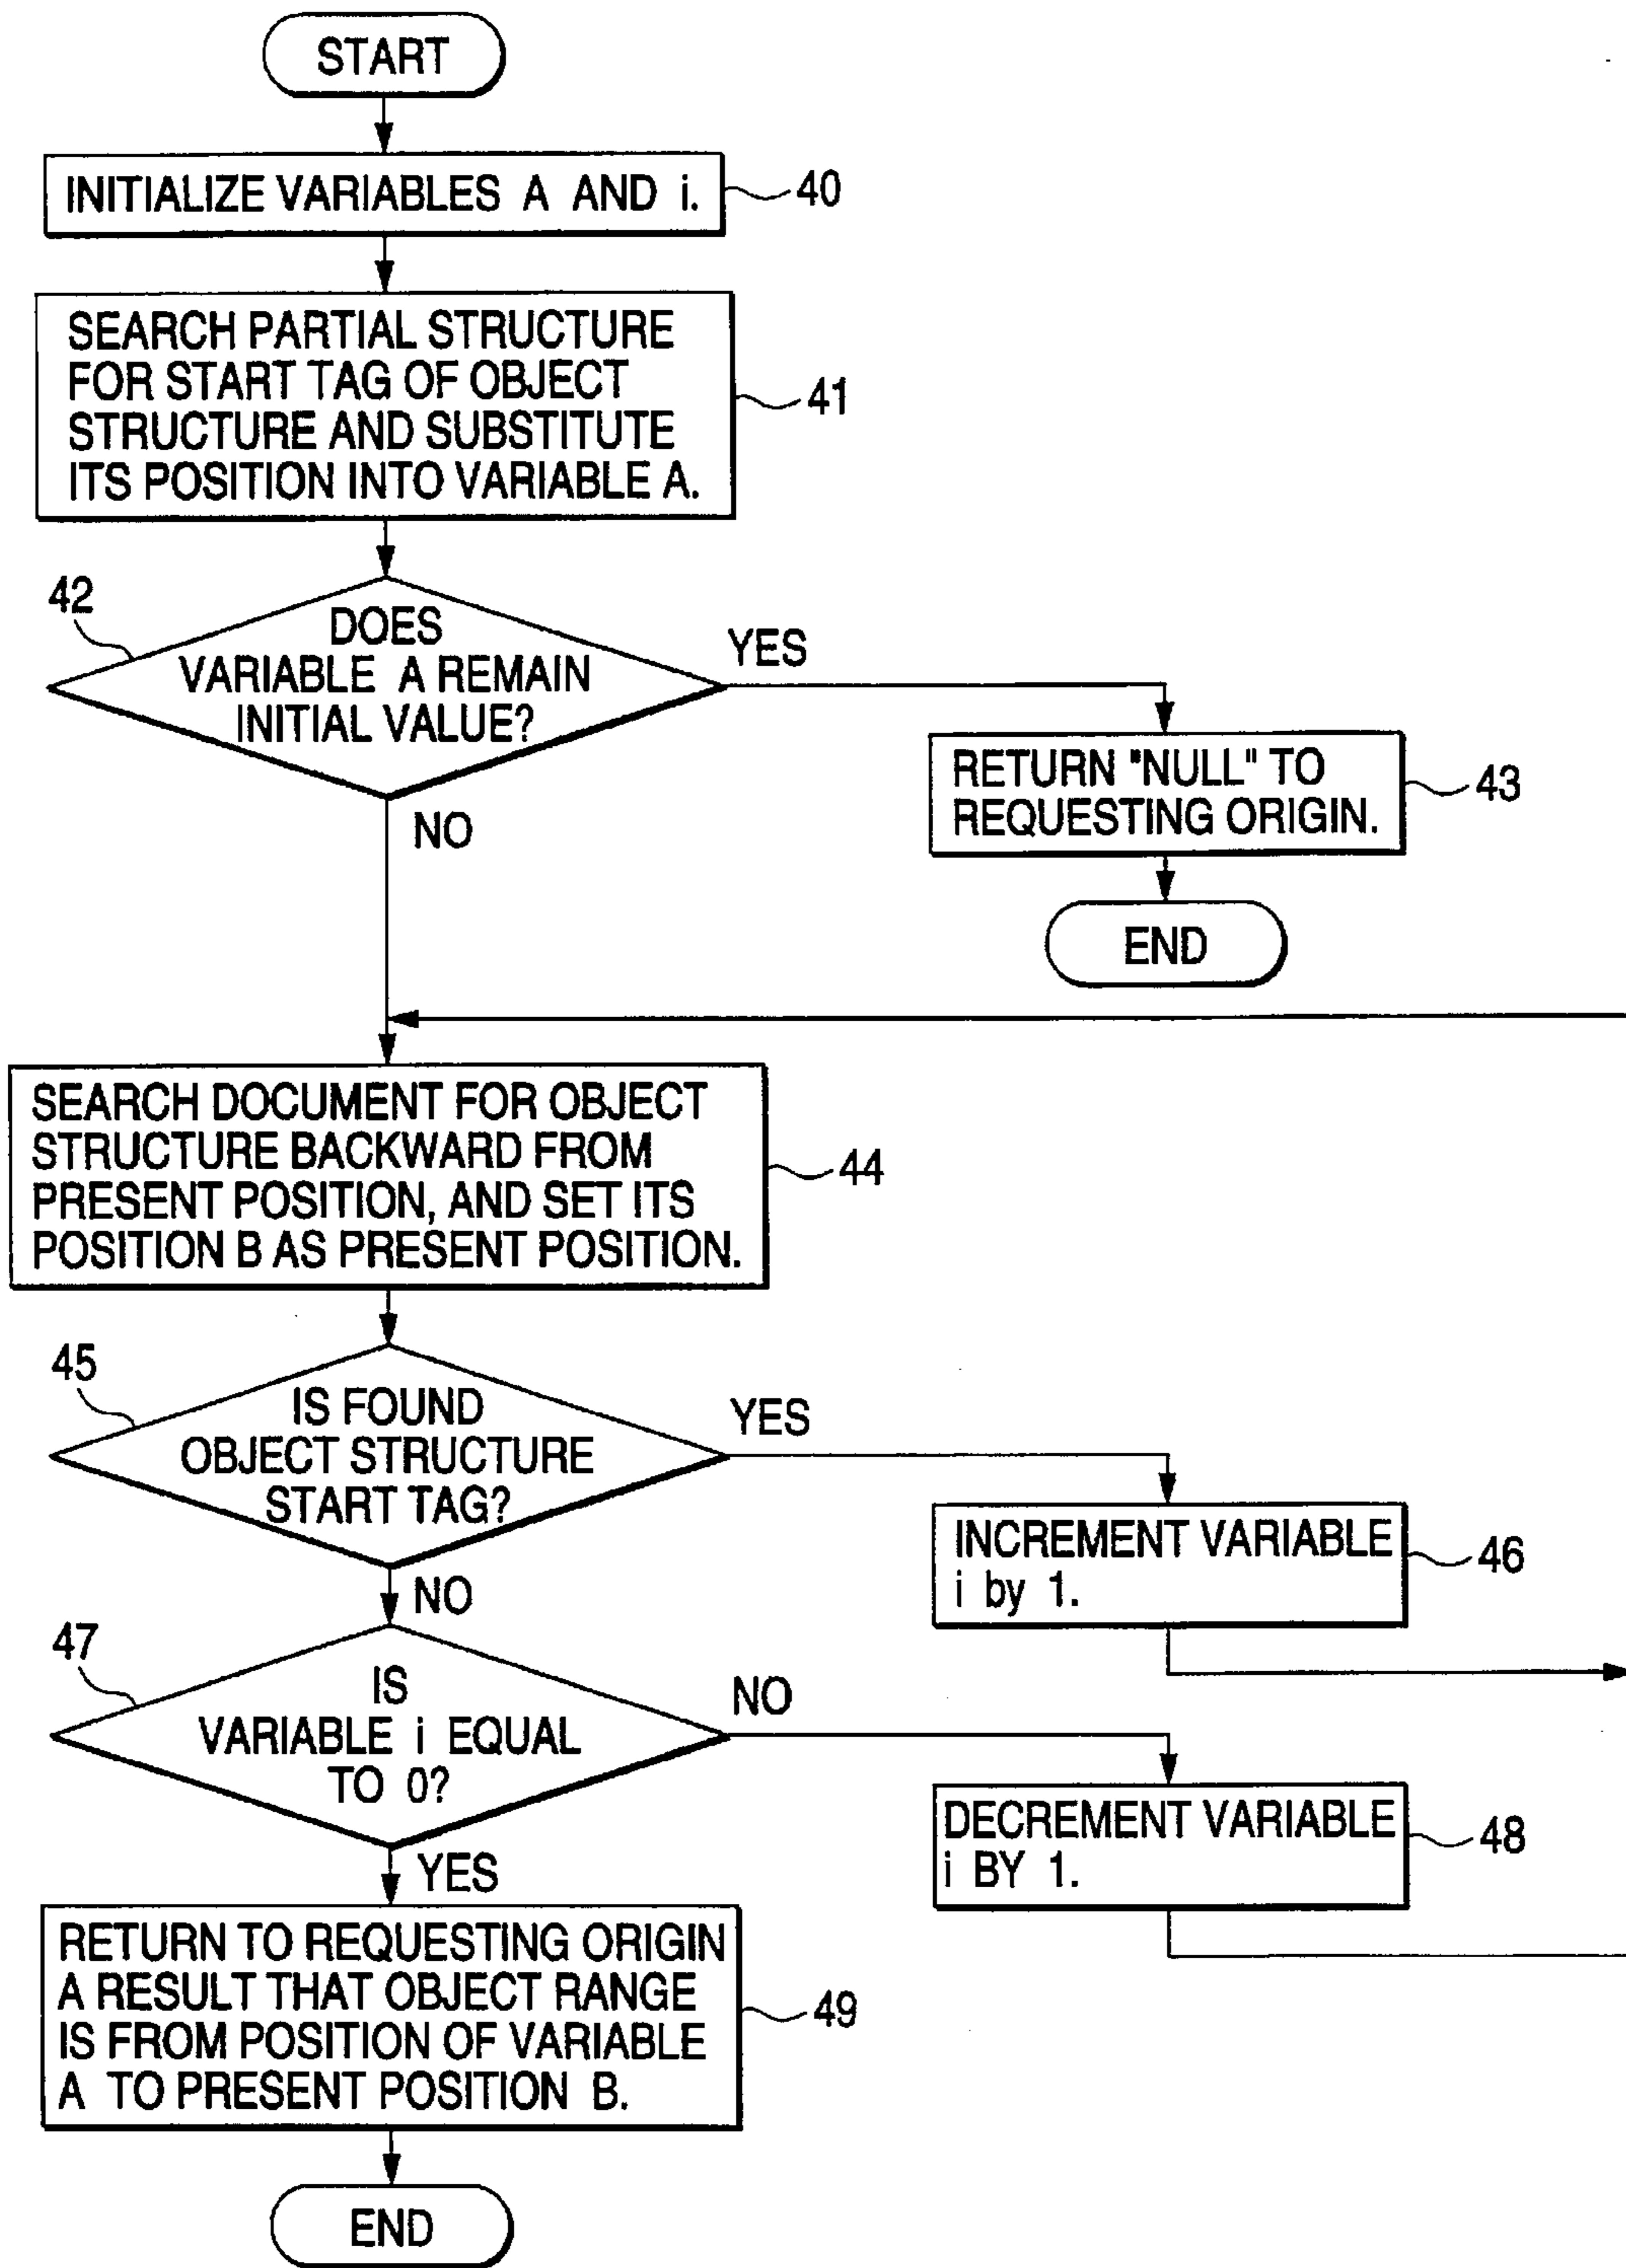 START
INITIALIZE VARIABLES A AND i.
40
SEARCH PARTIAL STRUCTURE
FOR START TAG OF OBJECT
STRUCTURE AND SUBSTITUTE
ITS POSITION INTO VARIABLE A.
41
42
DOES
VARIABLE A REMAIN
INITIAL VALUE?
YES
NO
RETURN "NULL" TO
REQUESTING ORIGIN.
43
END
SEARCH DOCUMENT FOR OBJECT
STRUCTURE BACKWARD FROM
PRESENT POSITION, AND SET ITS
POSITION B AS PRESENT POSITION.
44
45
IS FOUND
OBJECT STRUCTURE
START TAG?
YES
NO
INCREMENT VARIABLE
i by 1.
46
47
IS
VARIABLE i EQUAL
TO 0?
NO
YES
DECREMENT VARIABLE
i BY 1.
48
RETURN TO REQUESTING ORIGIN
A RESULT THAT OBJECT RANGE
IS FROM POSITION OF VARIABLE
A TO PRESENT POSITION B.
49
END